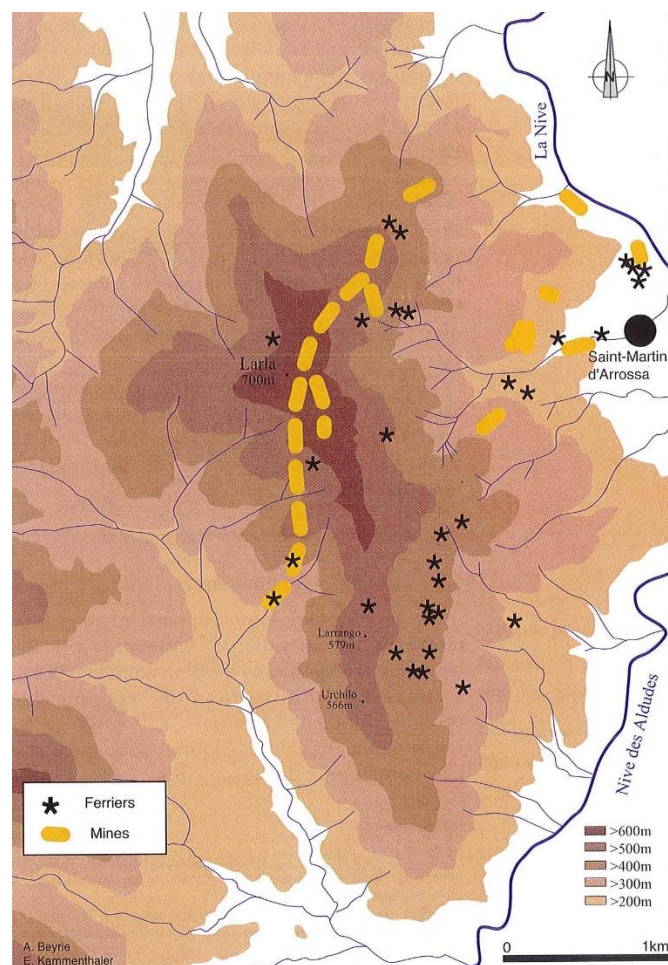 N
La Nive
Larla
700m
Saint-Martin
d'Arrossa
Larrango
579m
Urchilo
566m
Nive des Aldudes
Ferriers
Mines
>600m
>500m
>400m
>300m
>200m
A. Beyrie
E. Kammenthaler
0
1km